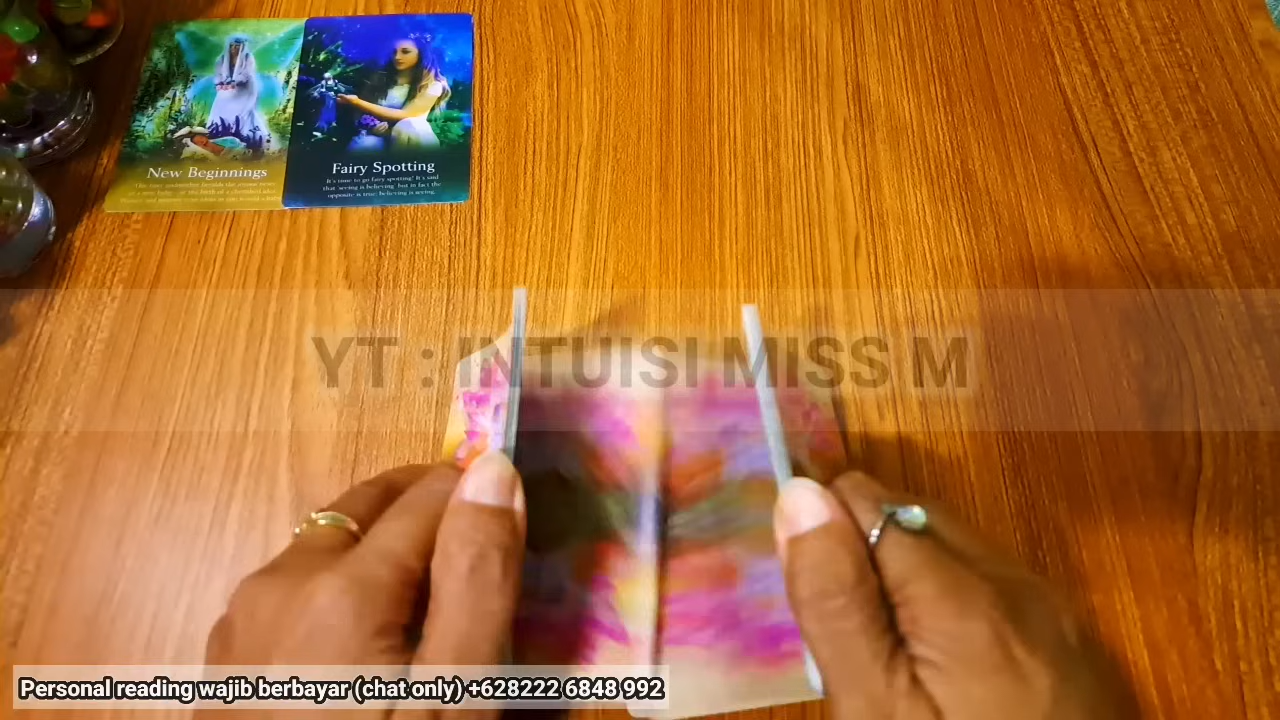 New Beginnings
Fairy Spotting
It's time to go fairy spotting! It's said
that 'seeing is believing' but in fact the
opposite is true: believing is seeing.
YT : INTUISI MISS M
Personal reading wajib berbayar (chat only) +628222 6848 992